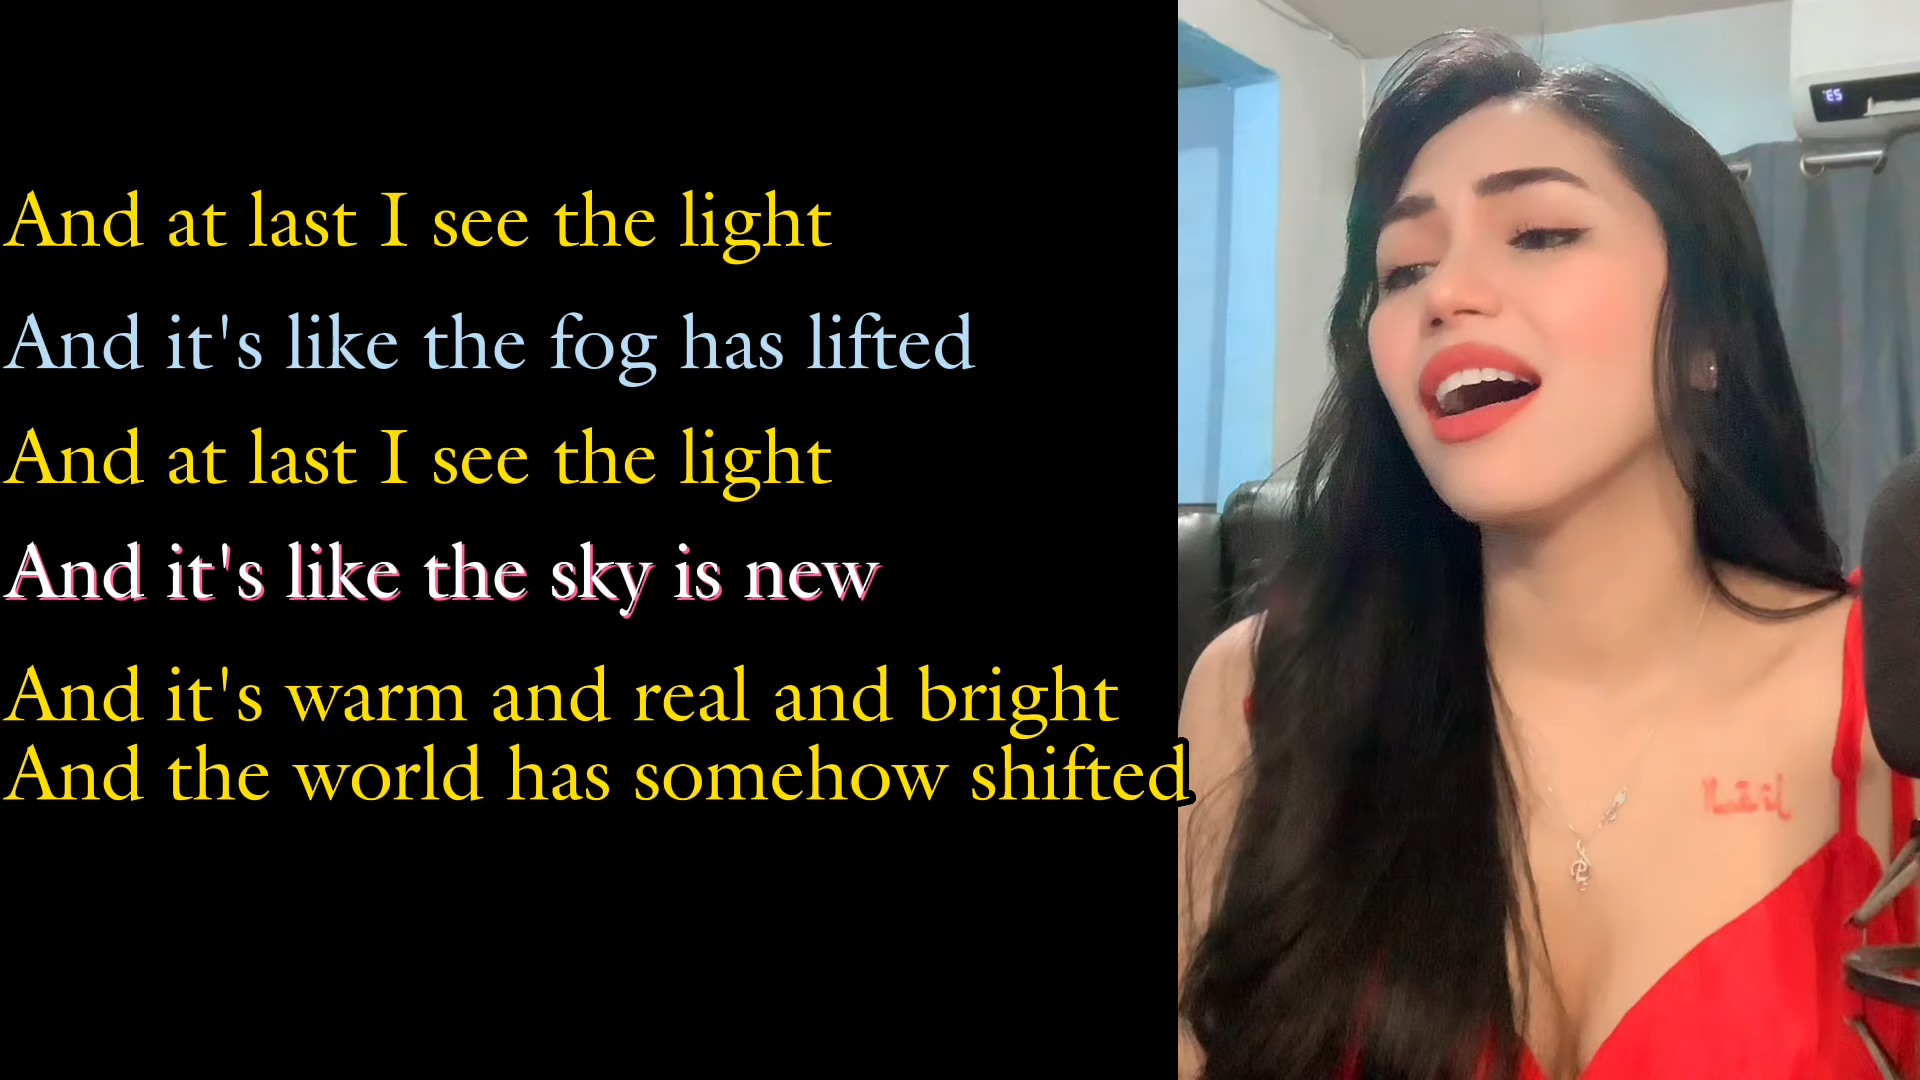 And at last I see the light
And it's like the fog has lifted
And at last I see the light
And it's like the sky is new
And it's warm and real and bright
And the world has somehow shifted